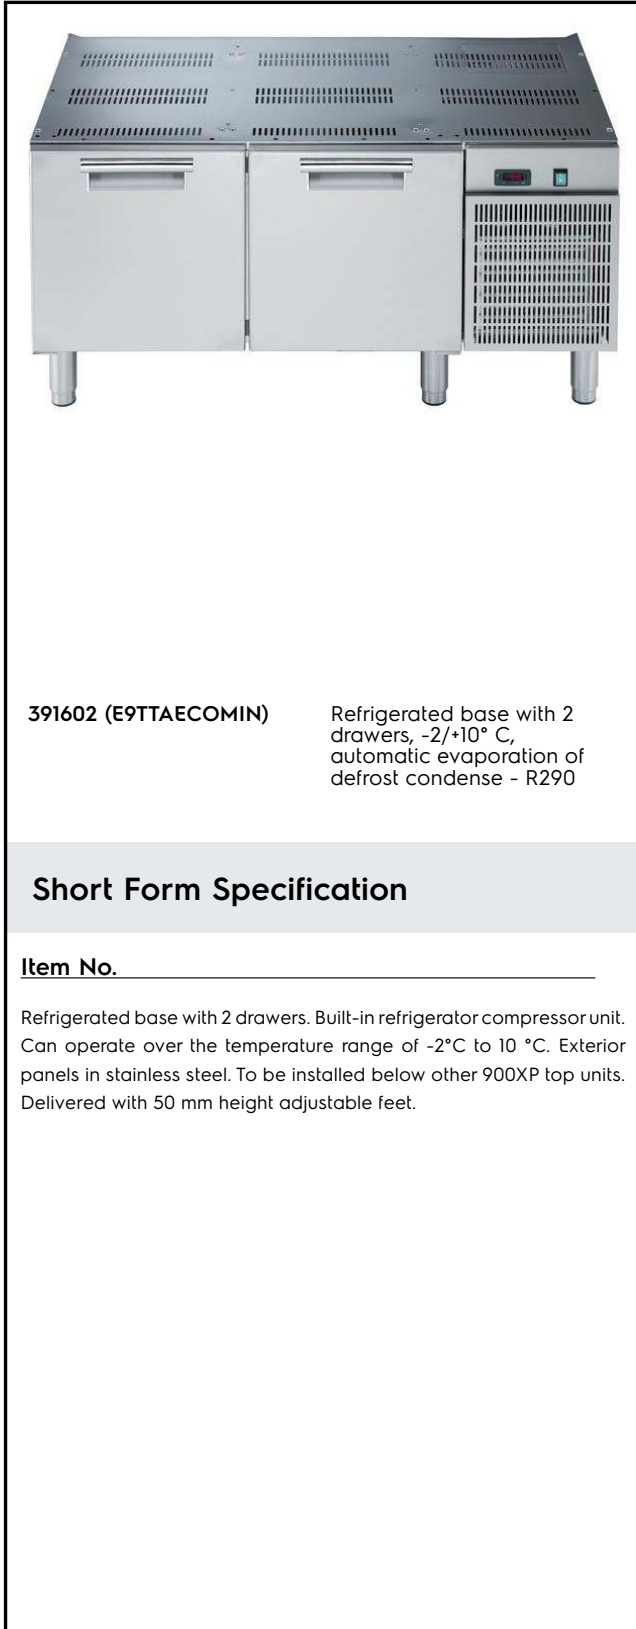 391602 (E9TTAECOMIN)
Refrigerated base with 2
drawers, -2/+10° C,
automatic evaporation of
defrost condense - R290
Short Form Specification
Item No.
Refrigerated base with 2 drawers. Built-in refrigerator compressor unit.
Can operate over the temperature range of -2°C to 10 °C. Exterior
panels in stainless steel. To be installed below other 900XP top units.
Delivered with 50 mm height adjustable feet.